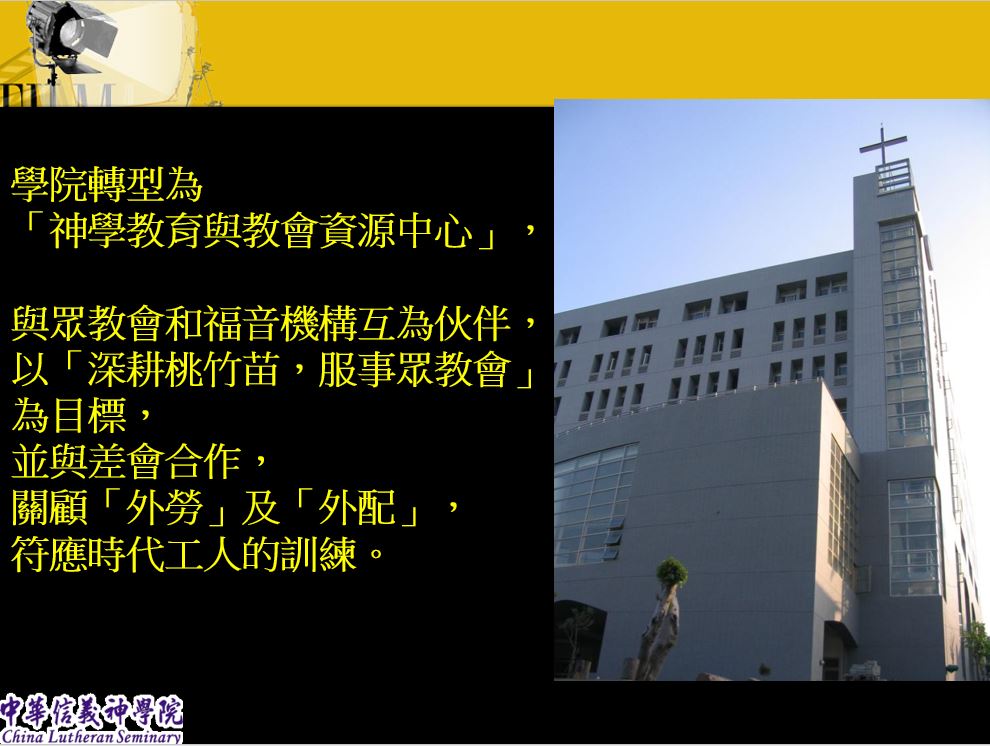 FILM
學院轉型為
「神學教育與教會資源中心」，
與眾教會和福音機構互為伙伴，
以「深耕桃竹苗，服事眾教會」
為目標，
並與差會合作，
關顧「外勞」及「外配」，
符應時代工人的訓練。
中華信義神學院
China Lutheran Seminary